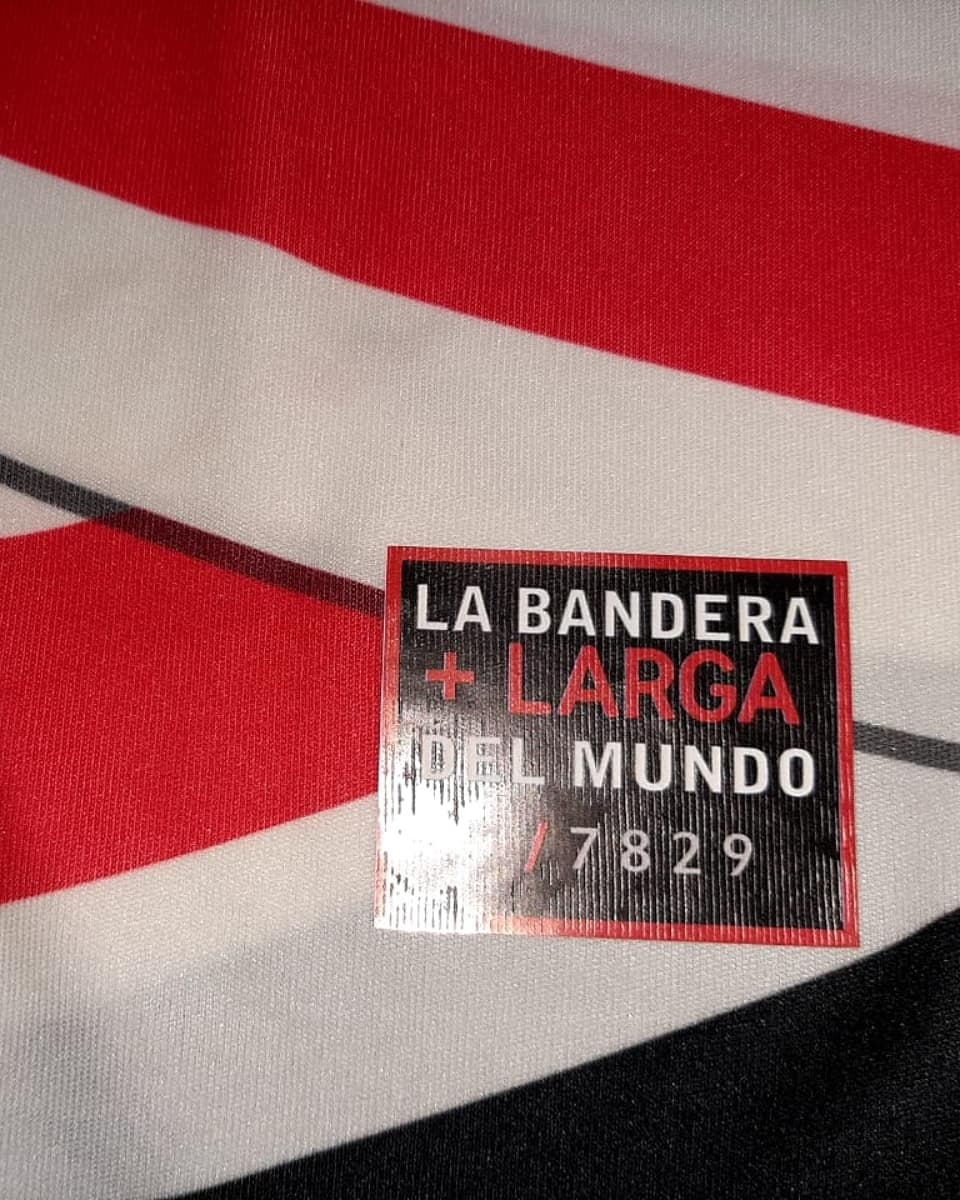 LA BANDERA
+ LARGA
DEL MUNDO
/7829